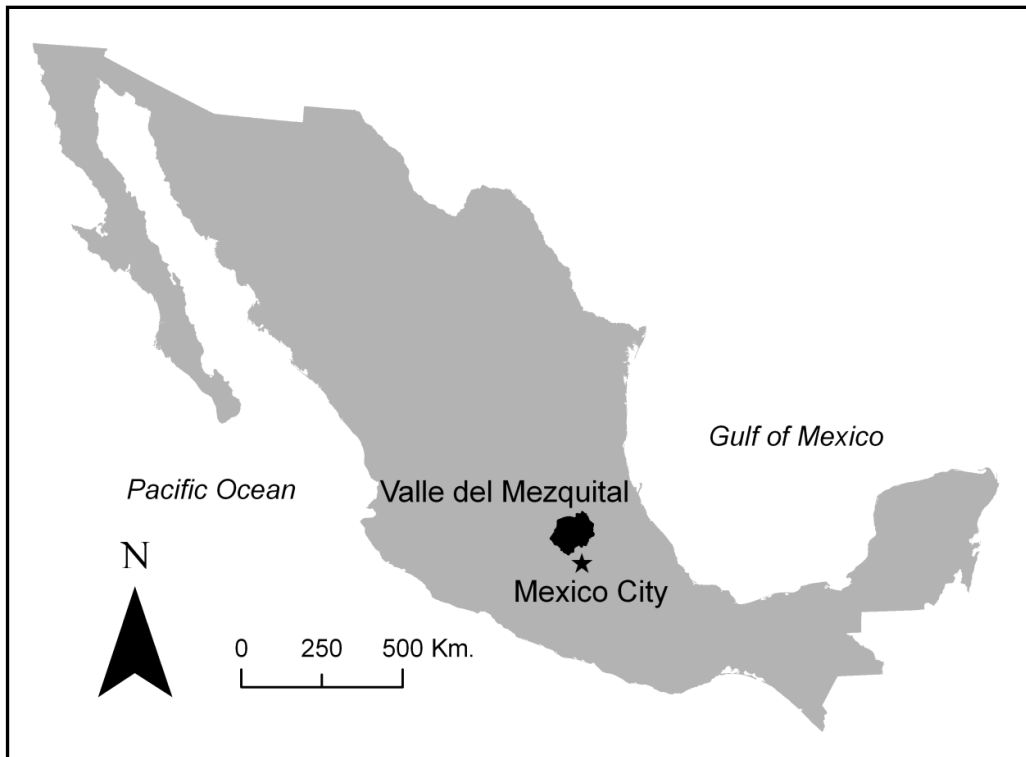 Gulf of Mexico
Pacific Ocean
Valle del Mezquital
N
Mexico City
0 250 500 Km.